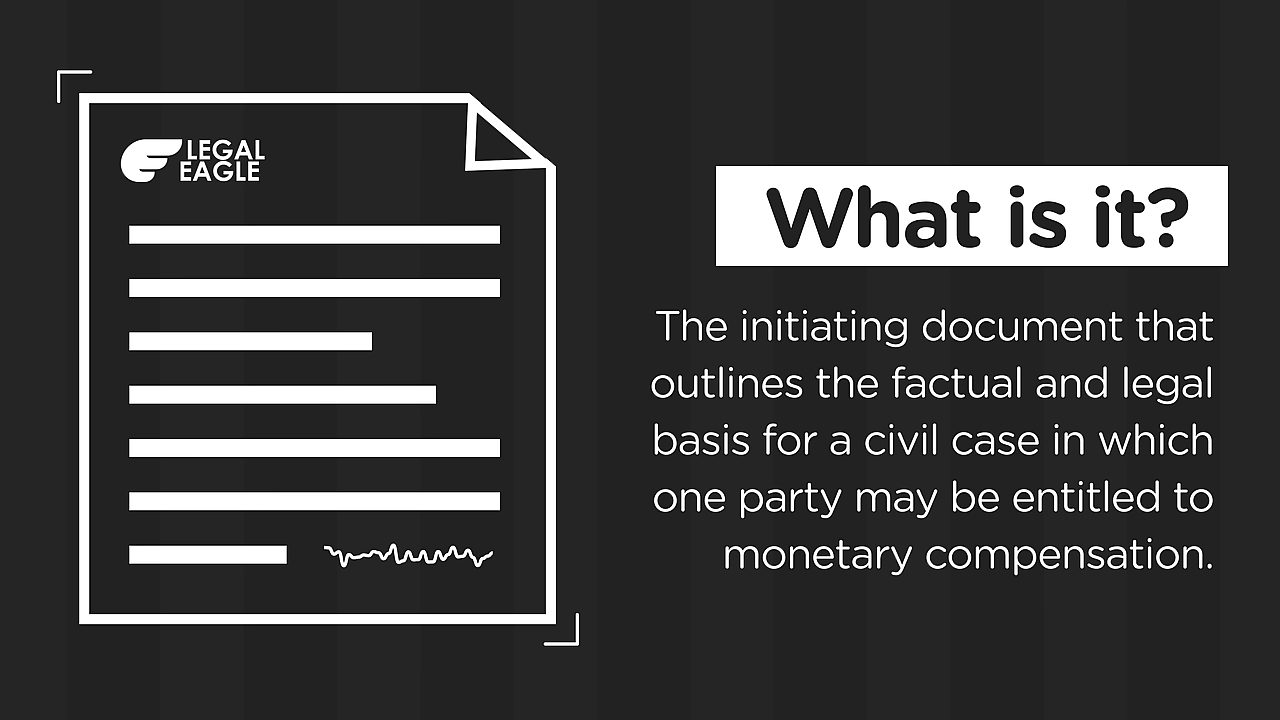 LEGAL
EAGLE
What is it?
The initiating document that
outlines the factual and legal
basis for a civil case in which
one party may be entitled to
monetary compensation.